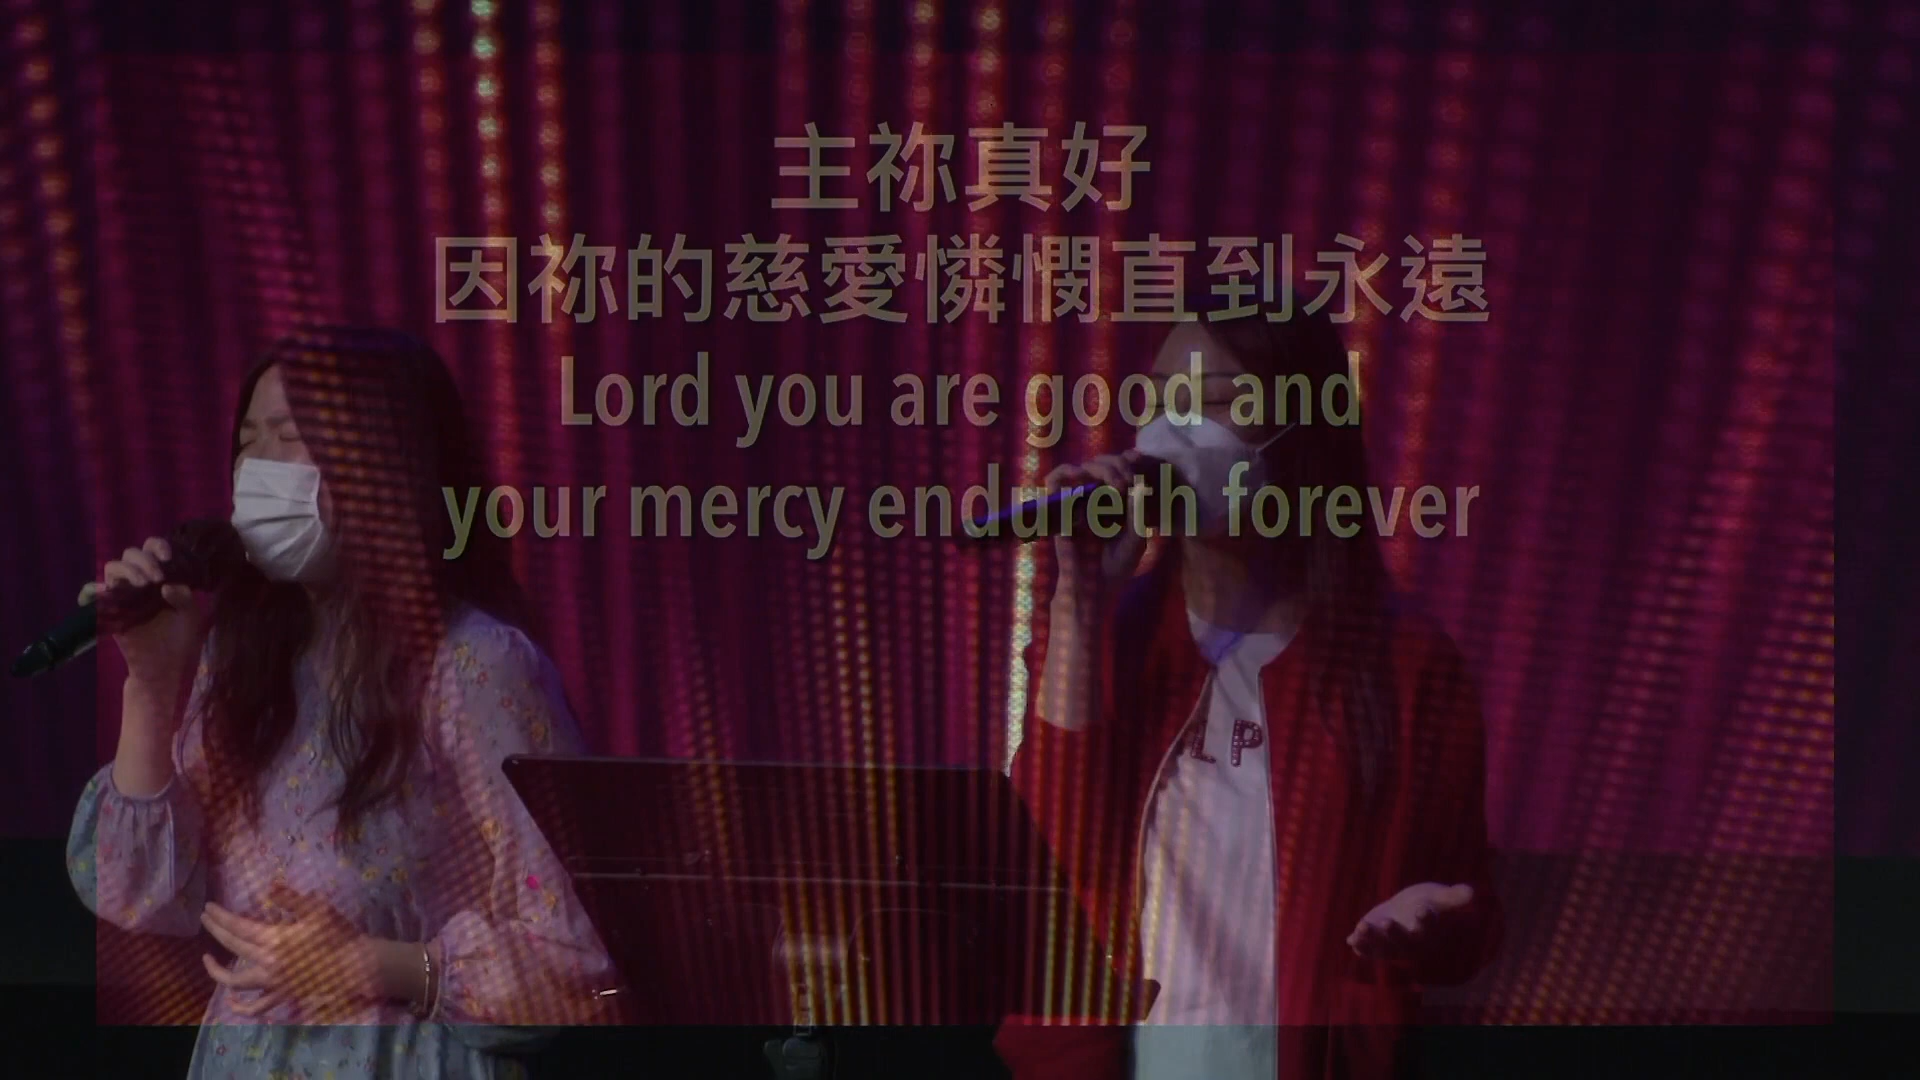 主祢真好
因祢的慈愛憐憫直到永遠
Lord you are good and
your mercy endureth forever
LP